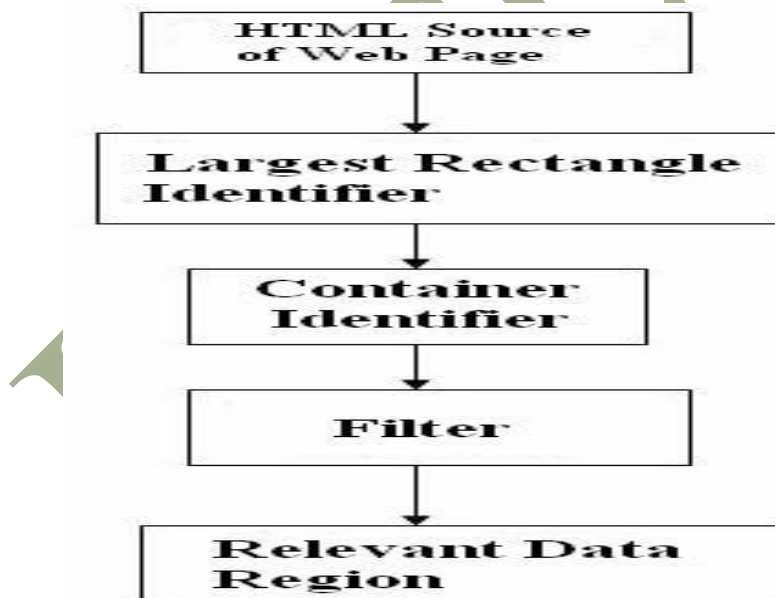 HTML Source
of Web Page
Largest Rectangle
Identifier
Container
Identifier
Filter
Relevant Data
Region